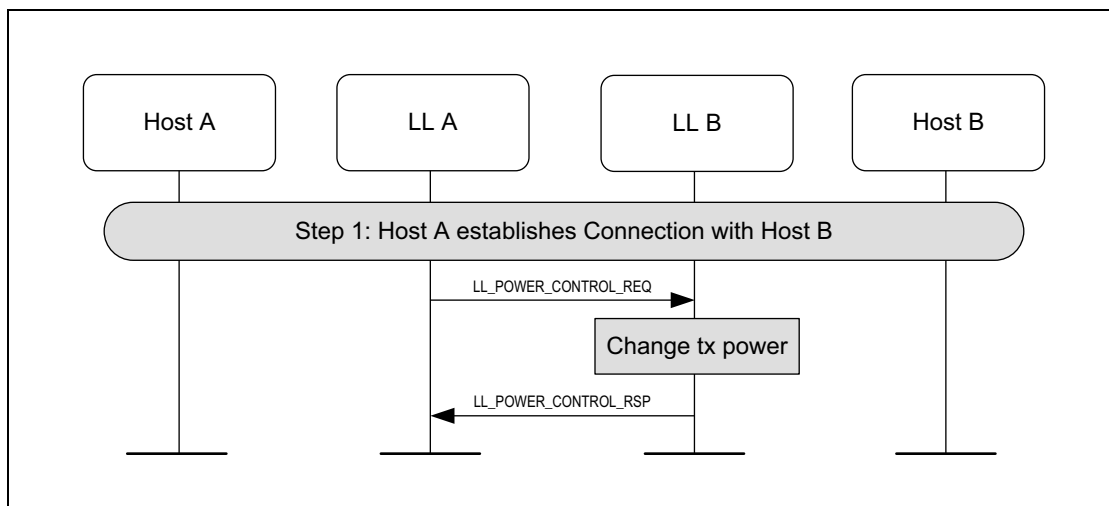 Host A
LL A
LL B
Host B
Step 1: Host A establishes Connection with Host B
LL_POWER_CONTROL_REQ
Change tx power
LL_POWER_CONTROL_RSP